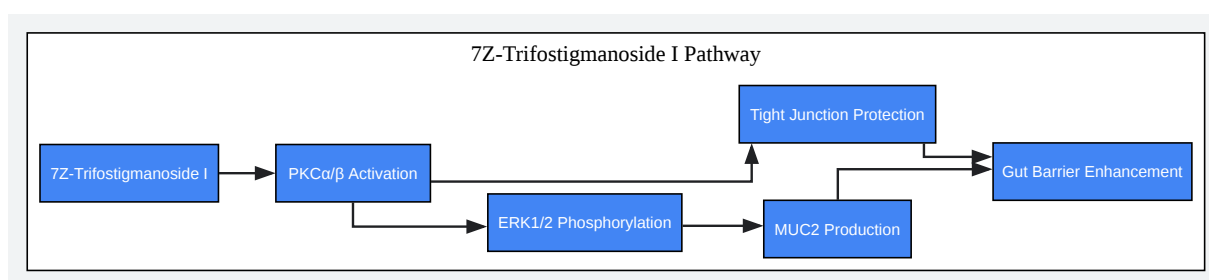 7Z-Trifostigmanoside I Pathway
Tight Junction Protection
7Z-Trifostigmanoside I
PKCα/β Activation
Gut Barrier Enhancement
ERK1/2 Phosphorylation
MUC2 Production